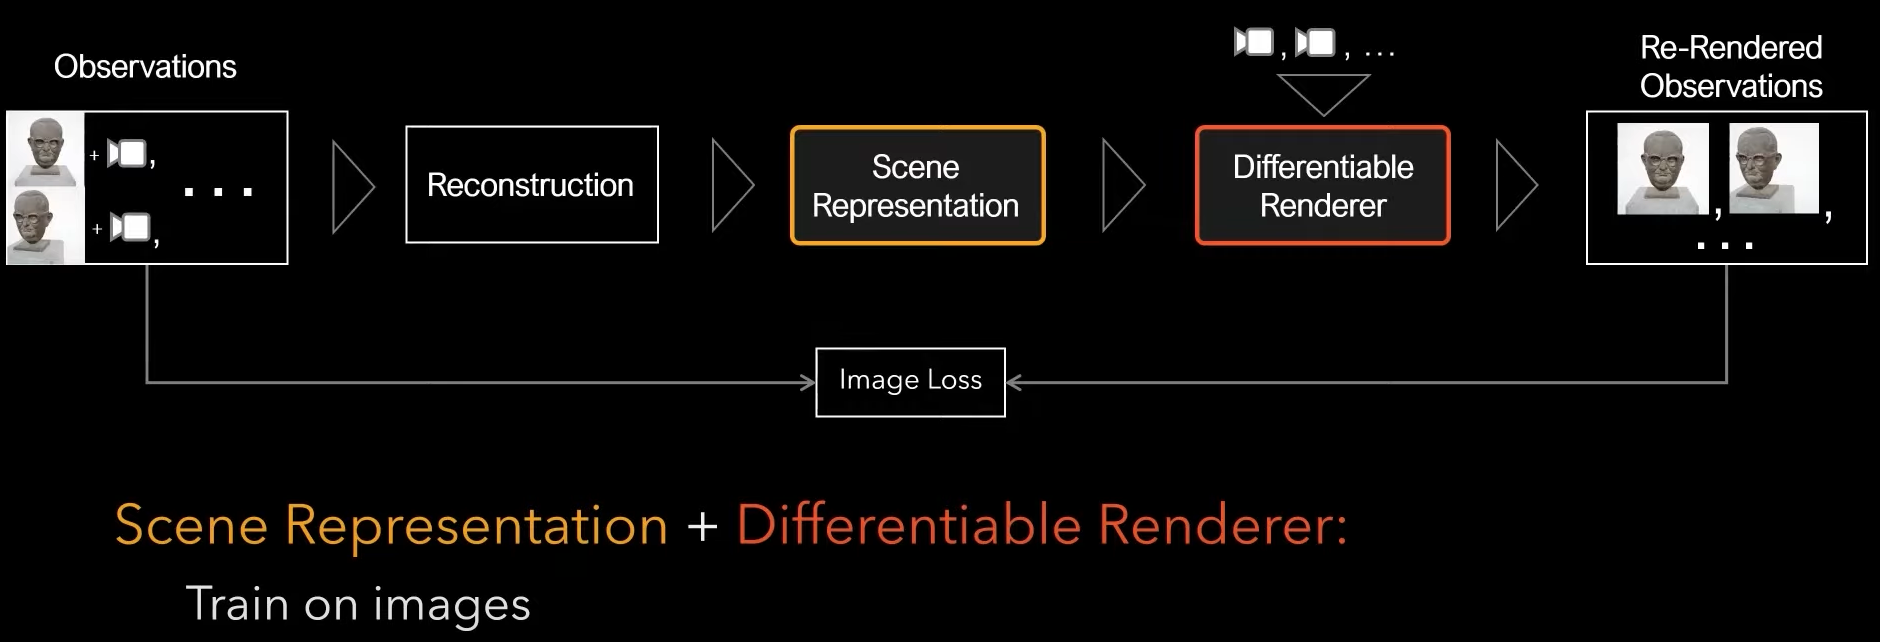 Observations
+ ,
. . .
+ ,
Reconstruction
Scene
Representation
, , ...
Differentiable
Renderer
Re-Rendered
Observations
, ,
. . .
Image Loss
Scene Representation + Differentiable Renderer:
Train on images